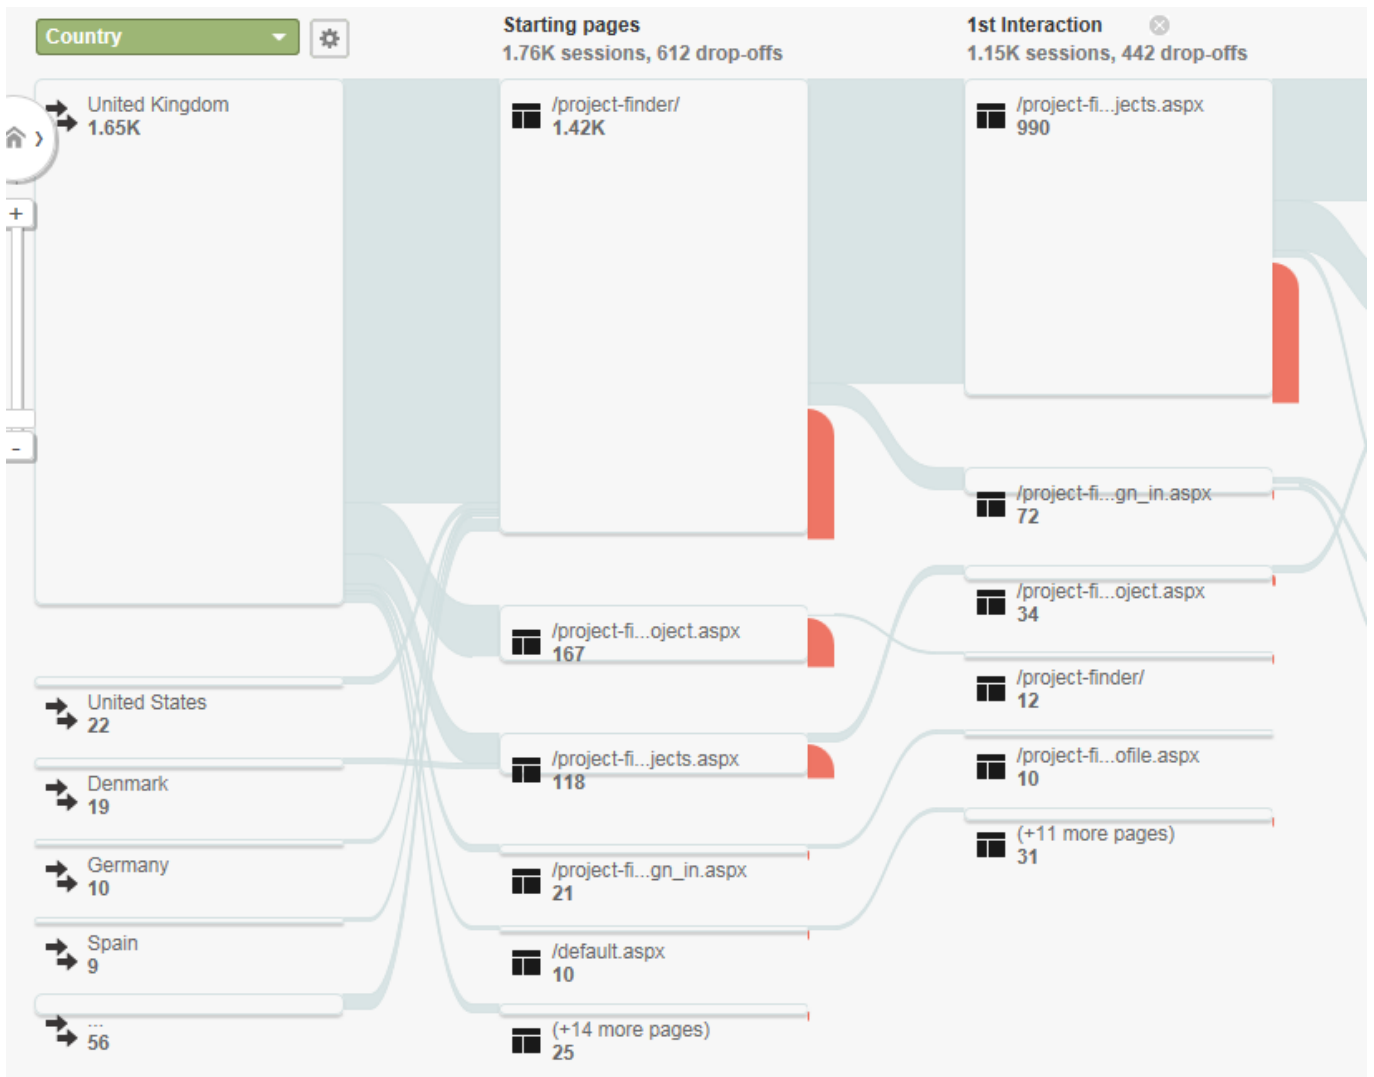 Country
Starting pages
1.76K sessions, 612 drop-offs
1st Interaction
1.15K sessions, 442 drop-offs
United Kingdom
1.65K
United States
22
Denmark
19
Germany
10
Spain
9
...
56
+
-
/project-finder/
1.42K
/project-fi...oject.aspx
167
/project-fi...jects.aspx
118
/project-fi...gn_in.aspx
21
/default.aspx
10
(+14 more pages)
25
/project-fi...jects.aspx
990
/project-fi...gn_in.aspx
72
/project-fi...oject.aspx
34
/project-finder/
12
/project-fi...ofile.aspx
10
(+11 more pages)
31